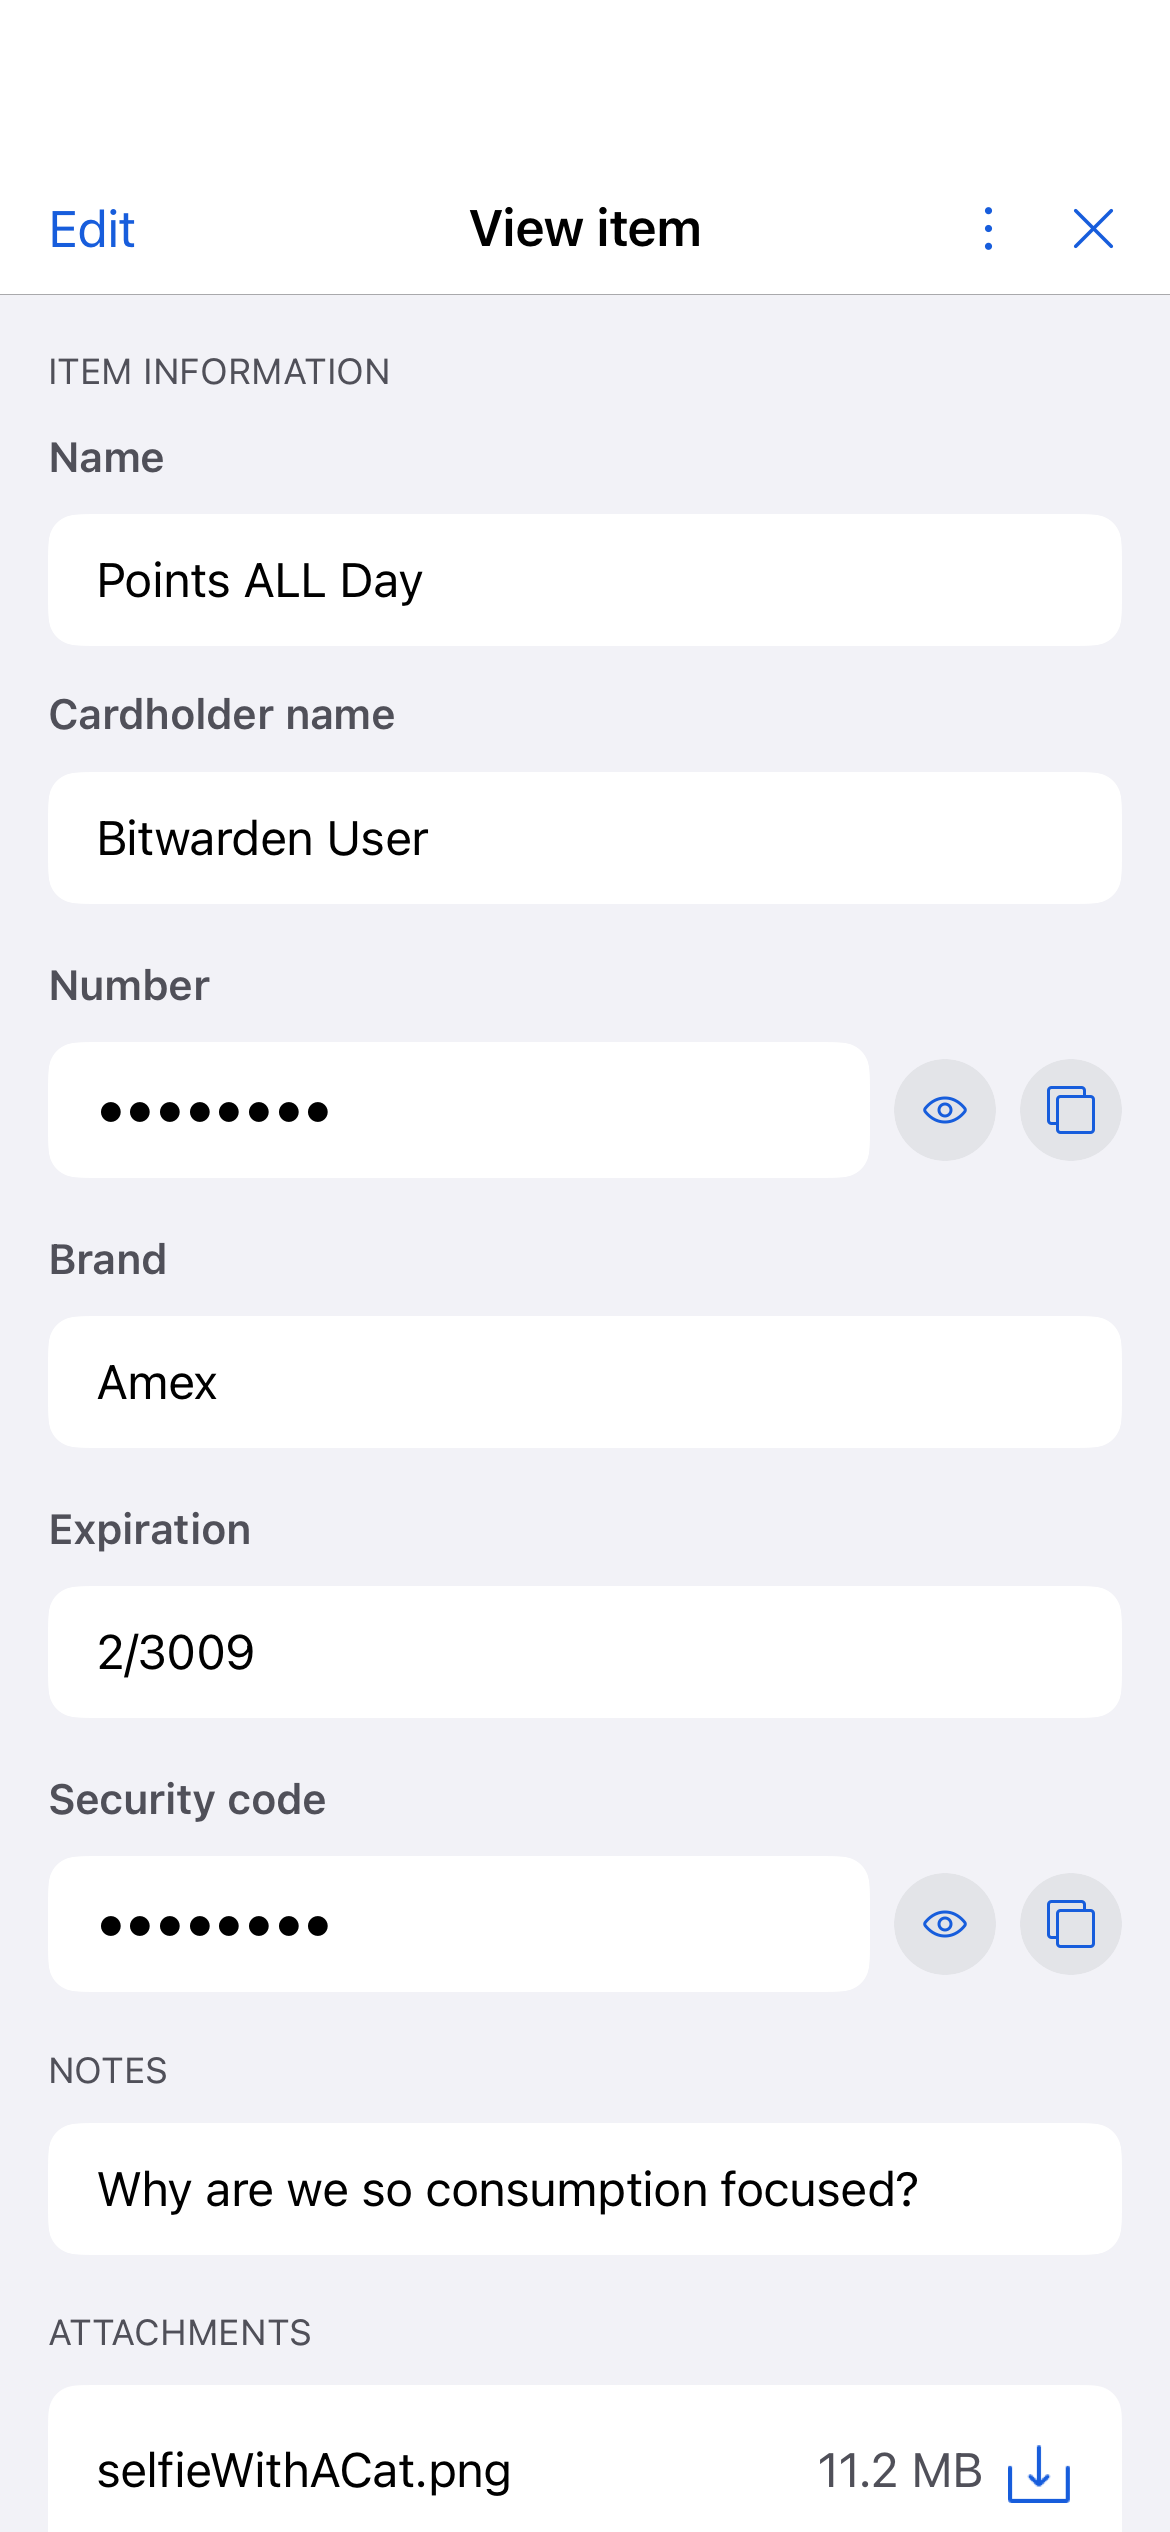 Edit
View item
ITEM INFORMATION
Name
Points ALL Day
Cardholder name
Bitwarden User
Number
••••••••
Brand
Amex
Expiration
2/3009
Security code
••••••••
NOTES
Why are we so consumption focused?
ATTACHMENTS
selfieWithACat.png 11.2 MB